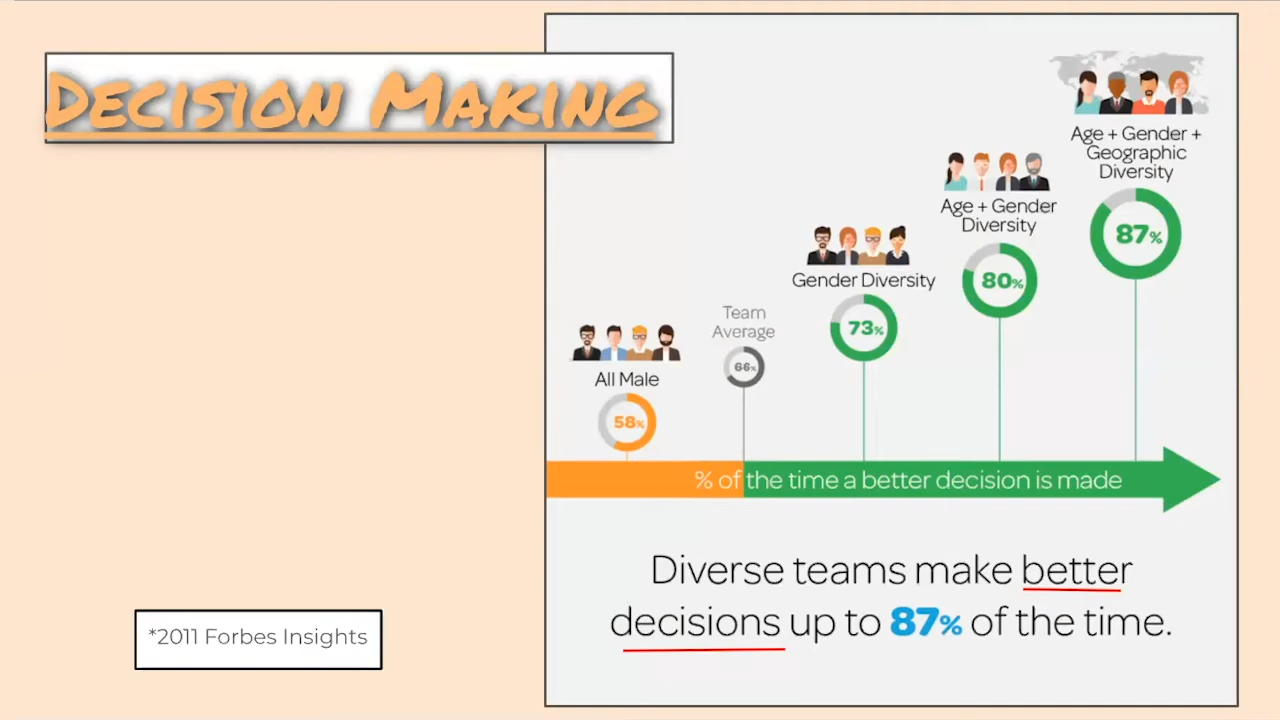 Decision Making
Age + Gender +
Geographic
Diversity
87%
Age + Gender
Diversity
80%
Gender Diversity
73%
Team
Average
66%
All Male
58%
% of the time a better decision is made
Diverse teams make better
decisions up to 87% of the time.
*2011 Forbes Insights